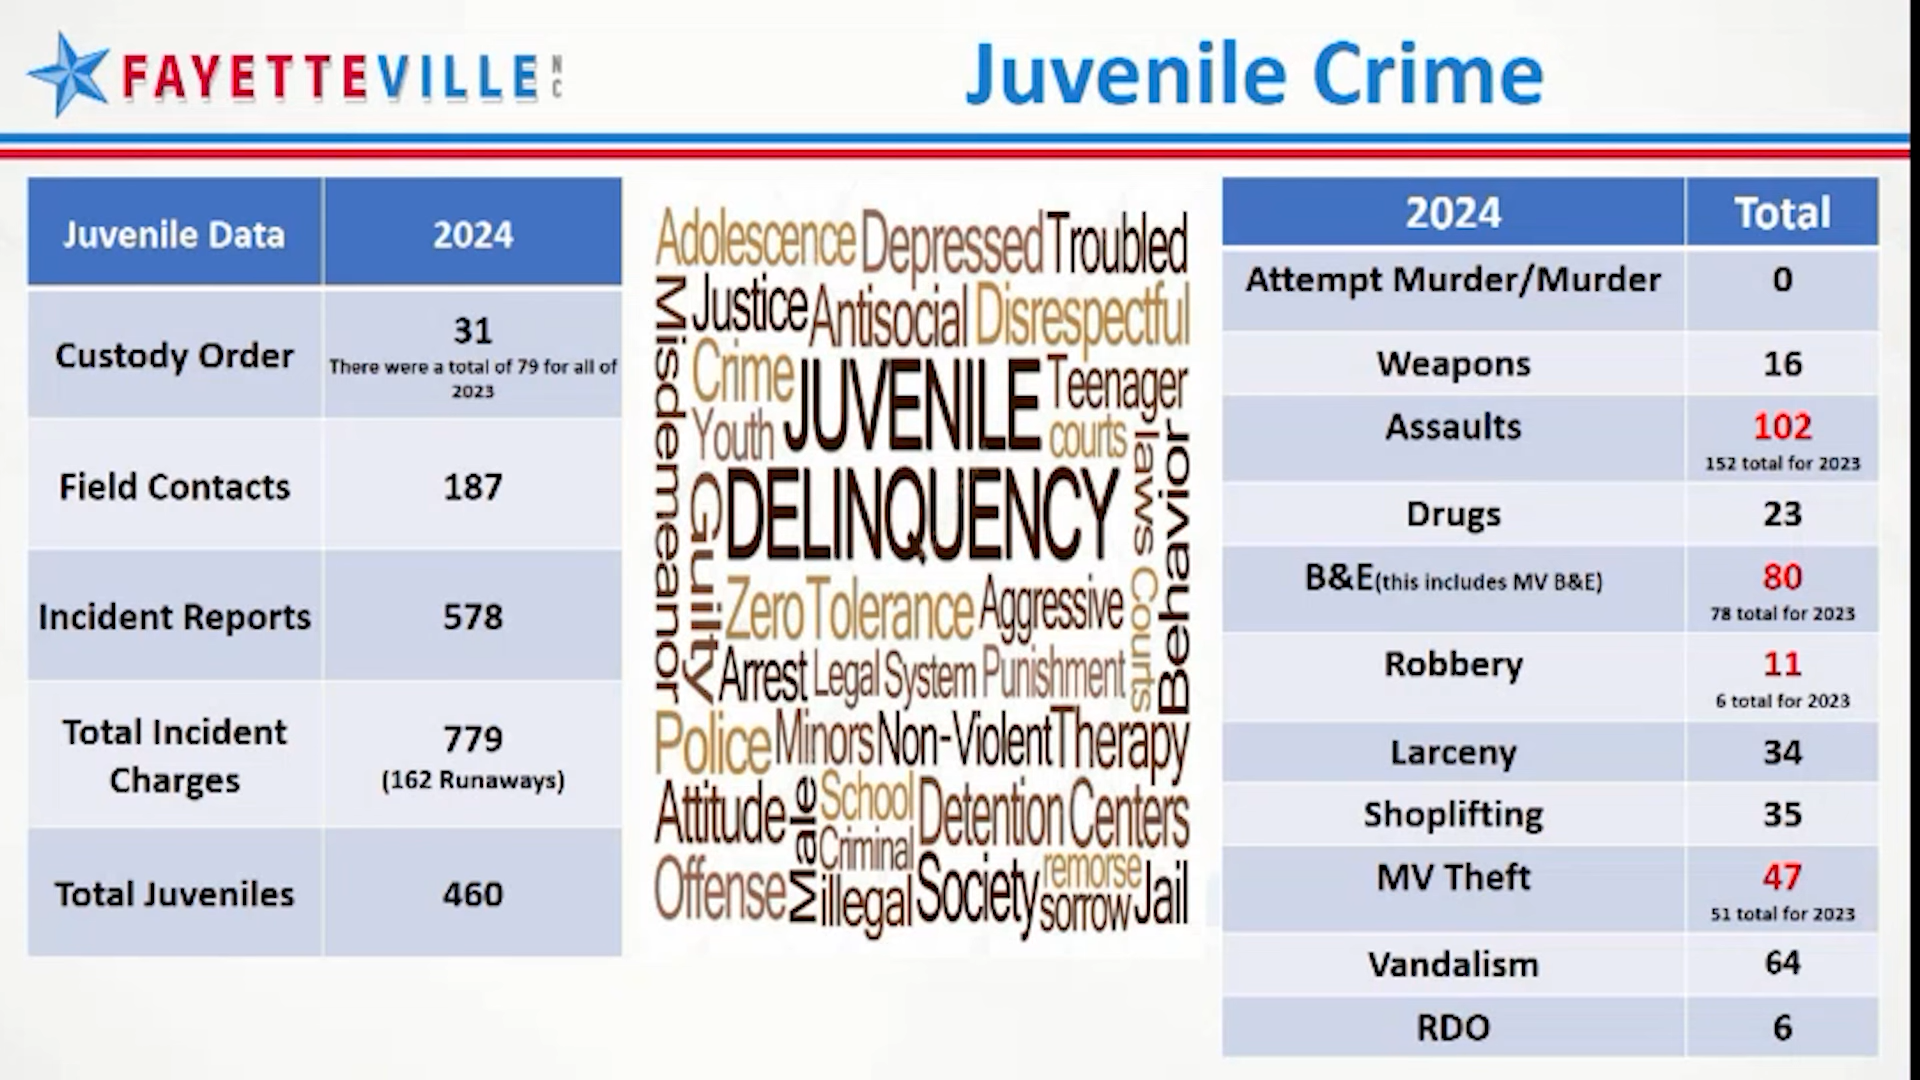 FAYETTEVILLE NC
Juvenile Crime
Juvenile Data 2024
Custody Order 31
There were a total of 79 for all of
2023
Field Contacts 187
Incident Reports 578
Total Incident
Charges
779
(162 Runaways)
Total Juveniles 460
Adolescence Depressed Troubled
Misdemeanor
Justice Antisocial Disrespectful
Crime JUVENILE Teenager
Youth courts
Guilty DELINQUENCY laws Behavior
Zero Tolerance Aggressive Courts
Arrest Legal System Punishment
Police Minors Non-Violent Therapy
Attitude Male School Detention Centers
Criminal
Offense illegal Society remorse
sorrow Jail
2024 Total
Attempt Murder/Murder 0
Weapons 16
Assaults 102
152 total for 2023
Drugs 23
B&E(this includes MV B&E) 80
78 total for 2023
Robbery 11
6 total for 2023
Larceny 34
Shoplifting 35
MV Theft 47
51 total for 2023
Vandalism 64
RDO 6